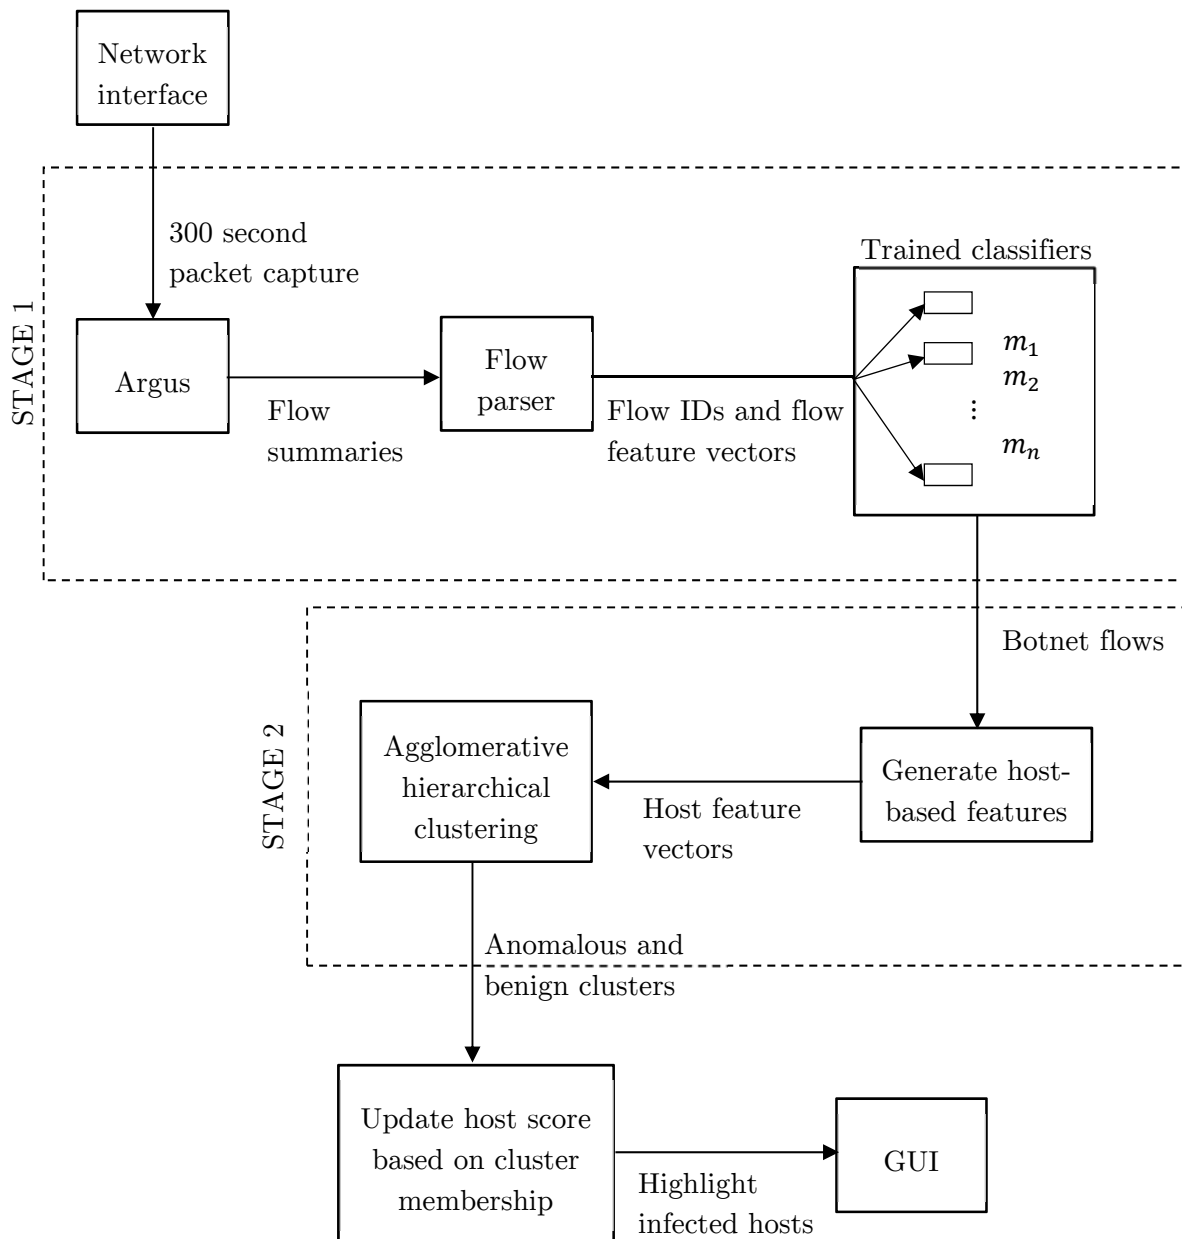 Network
interface
300 second
packet capture
STAGE 1
Trained classifiers
Argus
Flow
parser
m₁
m₂
⋮
mₙ
Flow
summaries
Flow IDs and flow
feature vectors
Botnet flows
STAGE 2
Agglomerative
hierarchical
clustering
Generate host-
based features
Host feature
vectors
Anomalous and
benign clusters
Update host score
based on cluster
membership
GUI
Highlight
infected hosts